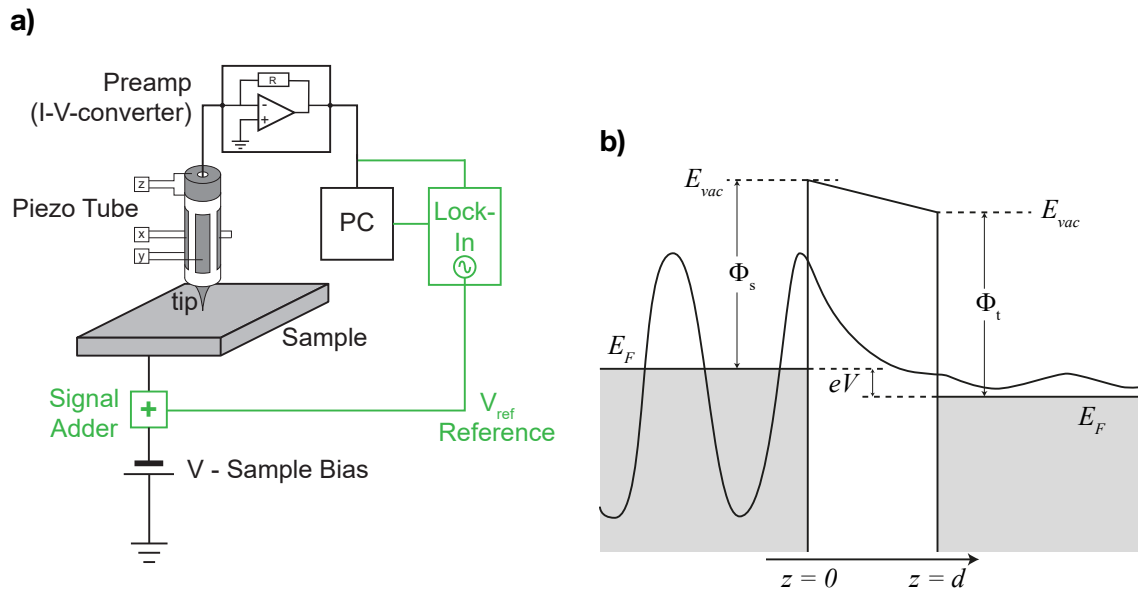 a)
Preamp
(I-V-converter)
R
-
+
z
Piezo Tube
x
y
tip
Sample
PC
Lock-
In
Signal
Adder
+
V_ref
Reference
V - Sample Bias
b)
E_vac
E_vac
Φ_s
Φ_t
E_F
eV
E_F
z = 0
z = d